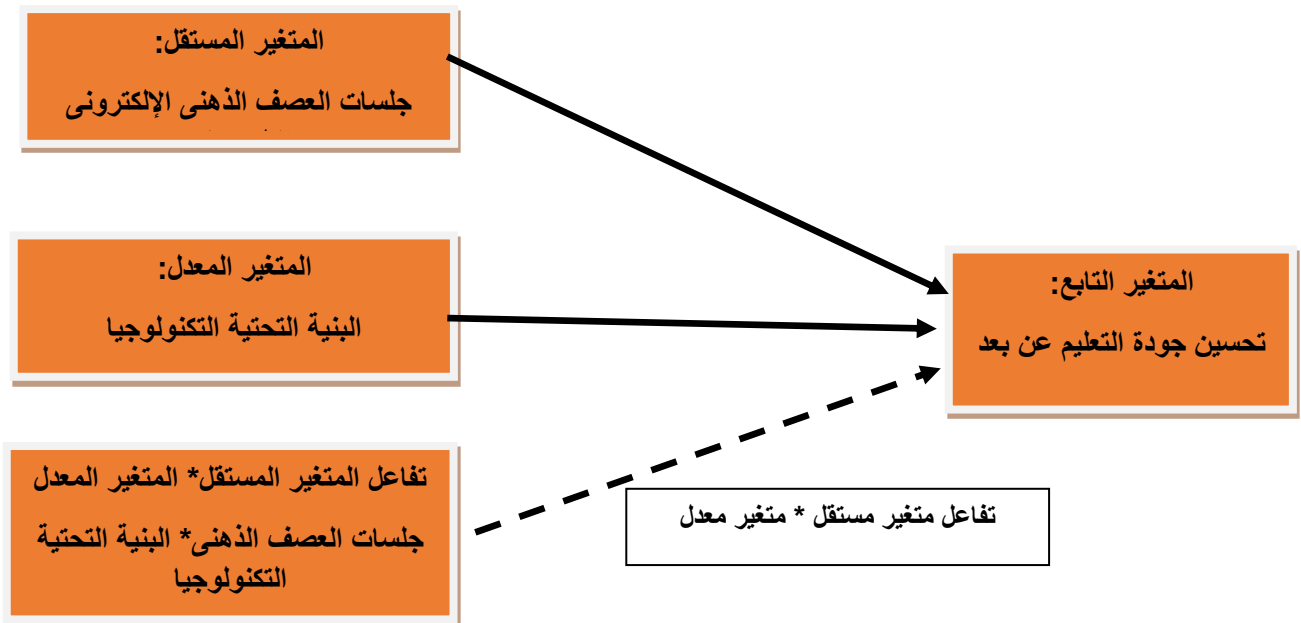 المتغير المستقل:
جلسات العصف الذهنى الإلكترونى
المتغير المعدل:
البنية التحتية التكنولوجيا
المتغير التابع:
تحسين جودة التعليم عن بعد
تفاعل المتغير المستقل* المتغير المعدل
جلسات العصف الذهنى* البنية التحتية
التكنولوجيا
تفاعل متغير مستقل * متغير معدل